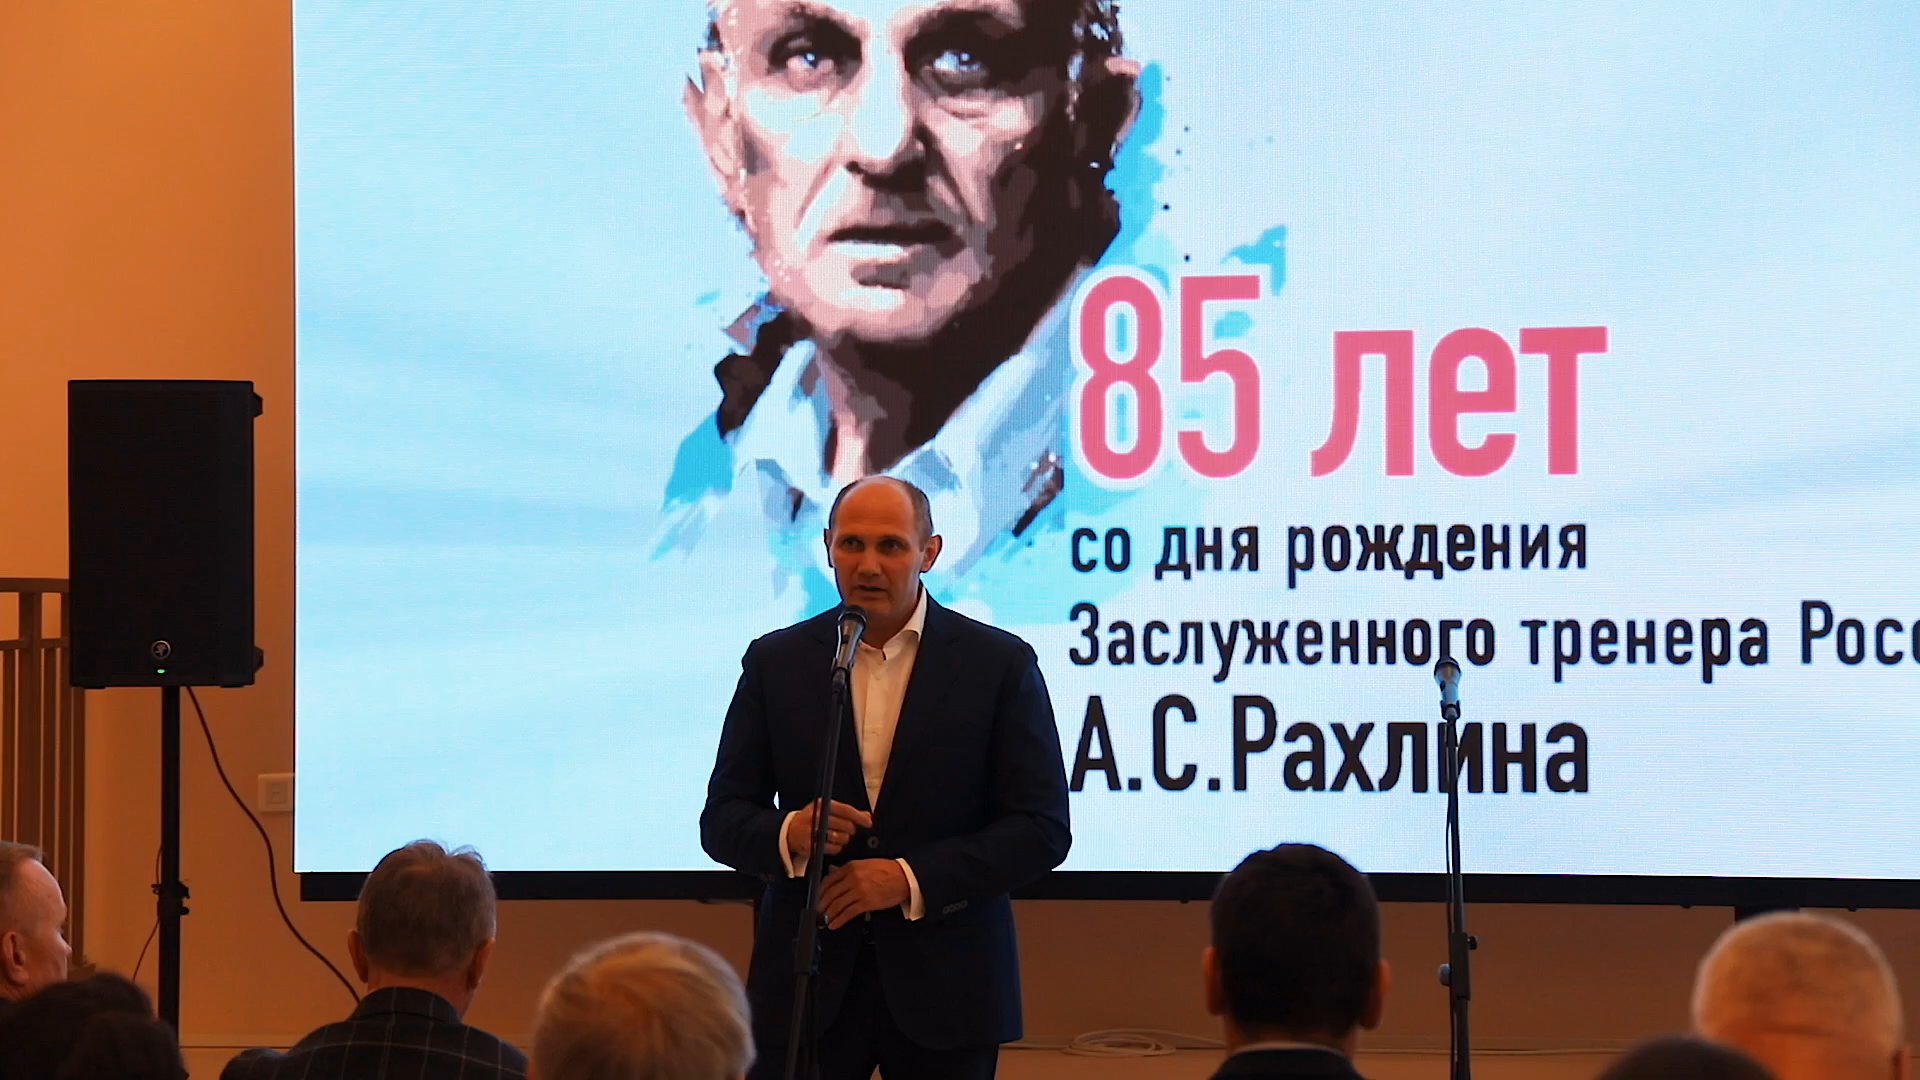 85 лет
со дня рождения
Заслуженного тренера
А.С.Рахлина